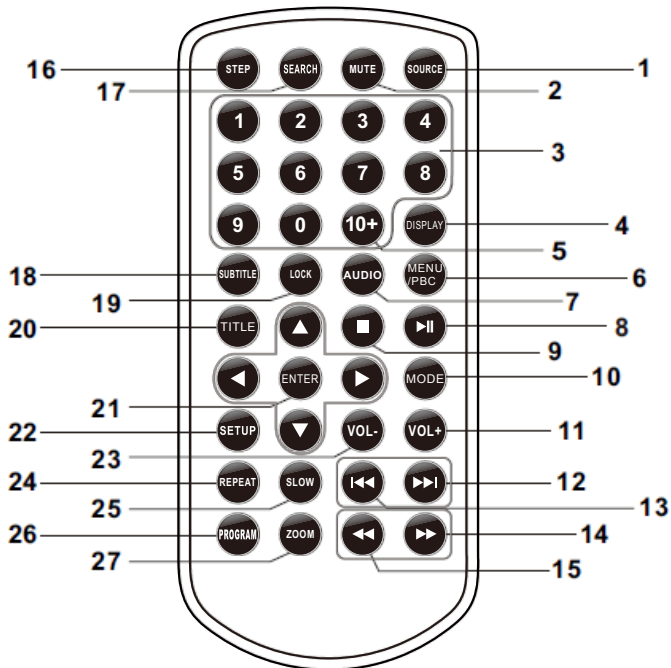 16 STEP SEARCH MUTE SOURCE 1
17 2
1 2 3 4
3
5 6 7 8
9 0 10+ DISPLAY 4
5
18 SUBTITLE LOCK AUDIO MENU /PBC 6
19 7
20 TITLE 8
9
ENTER MODE 10
21
22 SETUP VOL- VOL+ 11
23
24 REPEAT SLOW 12
25 13
26 PROGRAM ZOOM 14
27 15